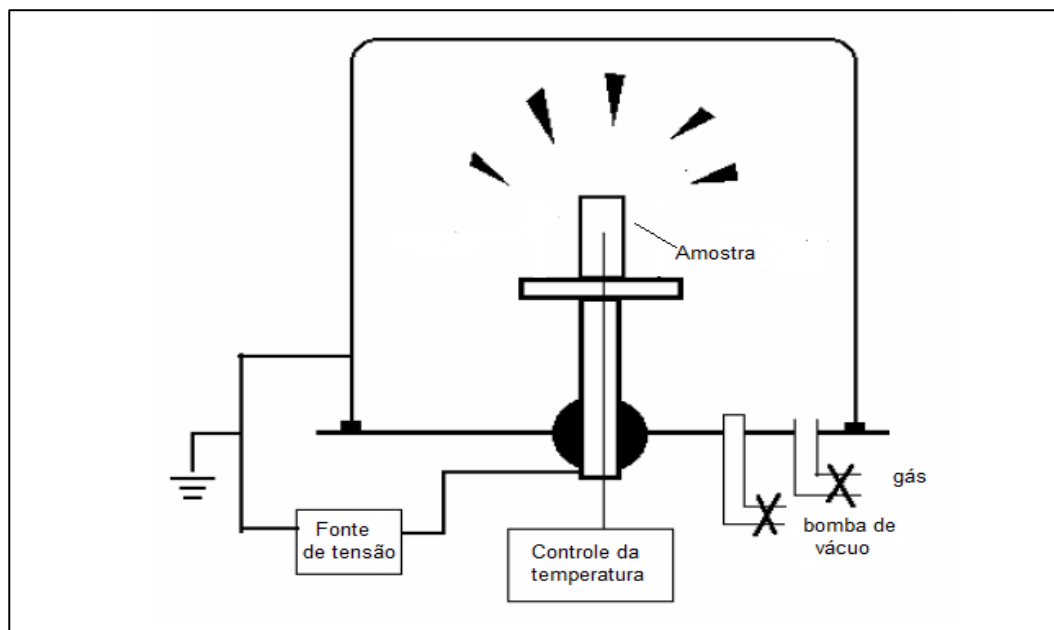 Amostra
gás
bomba de
vácuo
Fonte
de tensão
Controle da
temperatura